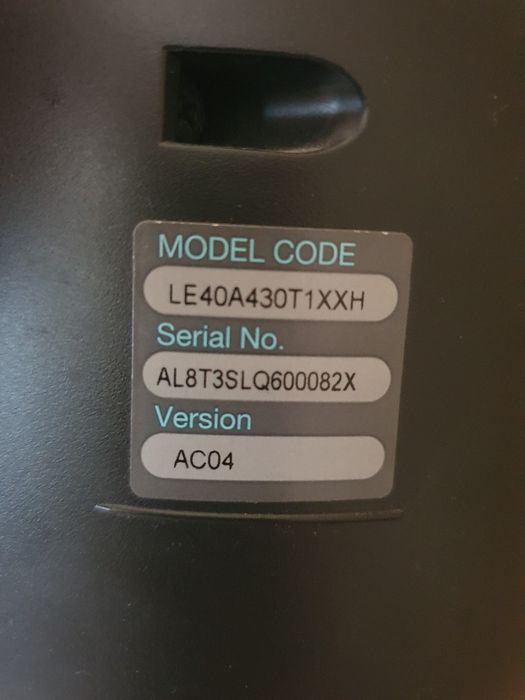 MODEL CODE
LE40A430T1XXH
Serial No.
AL8T3SLQ600082X
Version
AC04